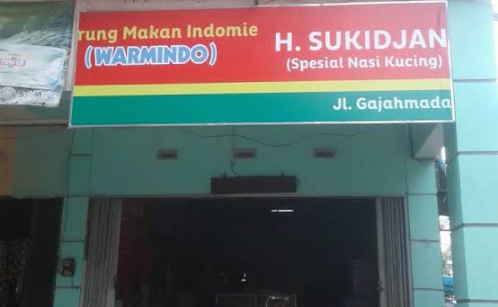 rung Makan Indomie
(WARMINDO)
H. SUKIDJAN
(Spesial Nasi Kucing)
Jl. Gajahmada